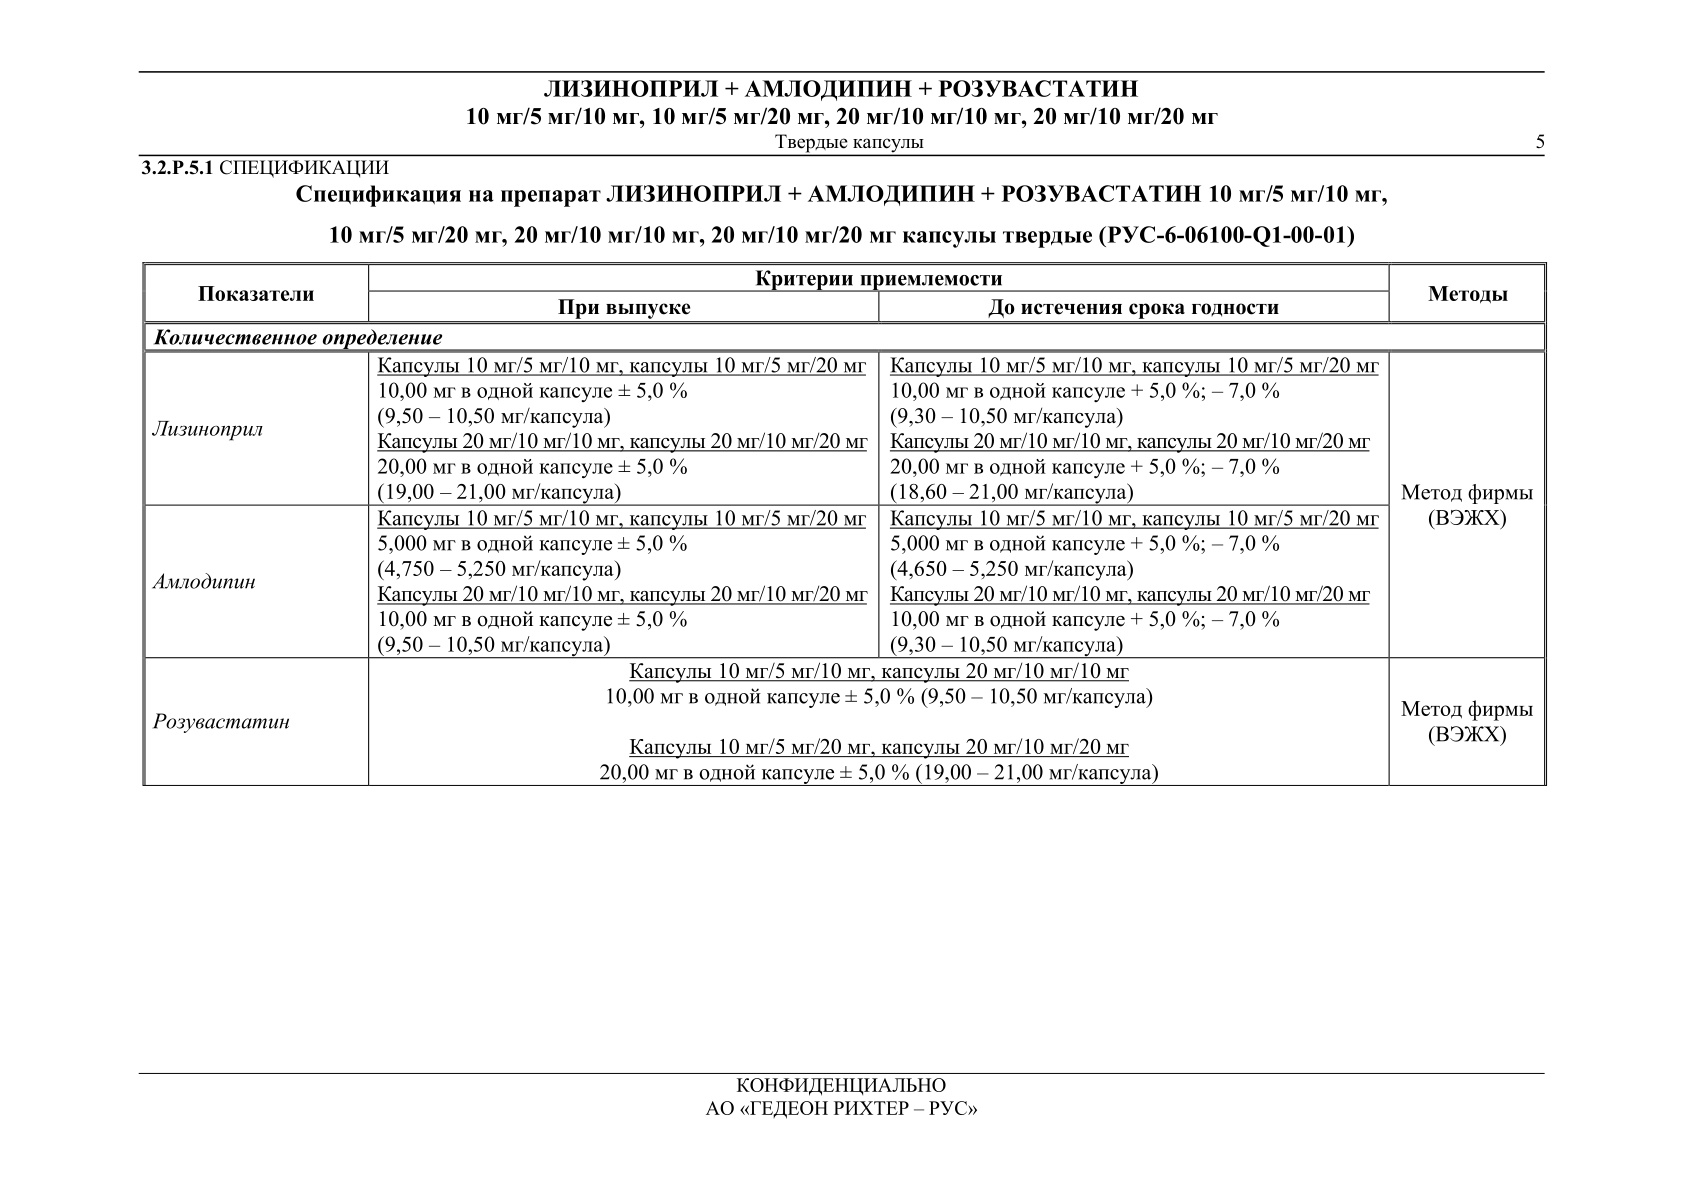 ЛИЗИНОПРИЛ + АМЛОДИПИН + РОЗУВАСТАТИН
10 мг/5 мг/10 мг, 10 мг/5 мг/20 мг, 20 мг/10 мг/10 мг, 20 мг/10 мг/20 мг
Твердые капсулы 5
3.2.P.5.1 СПЕЦИФИКАЦИИ
Спецификация на препарат ЛИЗИНОПРИЛ + АМЛОДИПИН + РОЗУВАСТАТИН 10 мг/5 мг/10 мг,
10 мг/5 мг/20 мг, 20 мг/10 мг/10 мг, 20 мг/10 мг/20 мг капсулы твердые (РУС-6-06100-Q1-00-01)
Показатели
Критерии приемлемости
Методы
При выпуске
До истечения срока годности
Количественное определение
Лизиноприл
Капсулы 10 мг/5 мг/10 мг, капсулы 10 мг/5 мг/20 мг
10,00 мг в одной капсуле ± 5,0 %
(9,50 – 10,50 мг/капсула)
Капсулы 20 мг/10 мг/10 мг, капсулы 20 мг/10 мг/20 мг
20,00 мг в одной капсуле ± 5,0 %
(19,00 – 21,00 мг/капсула)
Капсулы 10 мг/5 мг/10 мг, капсулы 10 мг/5 мг/20 мг
10,00 мг в одной капсуле + 5,0 %; – 7,0 %
(9,30 – 10,50 мг/капсула)
Капсулы 20 мг/10 мг/10 мг, капсулы 20 мг/10 мг/20 мг
20,00 мг в одной капсуле + 5,0 %; – 7,0 %
(18,60 – 21,00 мг/капсула)
Метод фирмы
(ВЭЖХ)
Амлодипин
Капсулы 10 мг/5 мг/10 мг, капсулы 10 мг/5 мг/20 мг
5,000 мг в одной капсуле ± 5,0 %
(4,750 – 5,250 мг/капсула)
Капсулы 20 мг/10 мг/10 мг, капсулы 20 мг/10 мг/20 мг
10,00 мг в одной капсуле ± 5,0 %
(9,50 – 10,50 мг/капсула)
Капсулы 10 мг/5 мг/10 мг, капсулы 10 мг/5 мг/20 мг
5,000 мг в одной капсуле + 5,0 %; – 7,0 %
(4,650 – 5,250 мг/капсула)
Капсулы 20 мг/10 мг/10 мг, капсулы 20 мг/10 мг/20 мг
10,00 мг в одной капсуле + 5,0 %; – 7,0 %
(9,30 – 10,50 мг/капсула)
Розувастатин
Капсулы 10 мг/5 мг/10 мг, капсулы 20 мг/10 мг/10 мг
10,00 мг в одной капсуле ± 5,0 % (9,50 – 10,50 мг/капсула)
Капсулы 10 мг/5 мг/20 мг, капсулы 20 мг/10 мг/20 мг
20,00 мг в одной капсуле ± 5,0 % (19,00 – 21,00 мг/капсула)
Метод фирмы
(ВЭЖХ)
КОНФИДЕНЦИАЛЬНО
АО «ГЕДЕОН РИХТЕР – РУС»